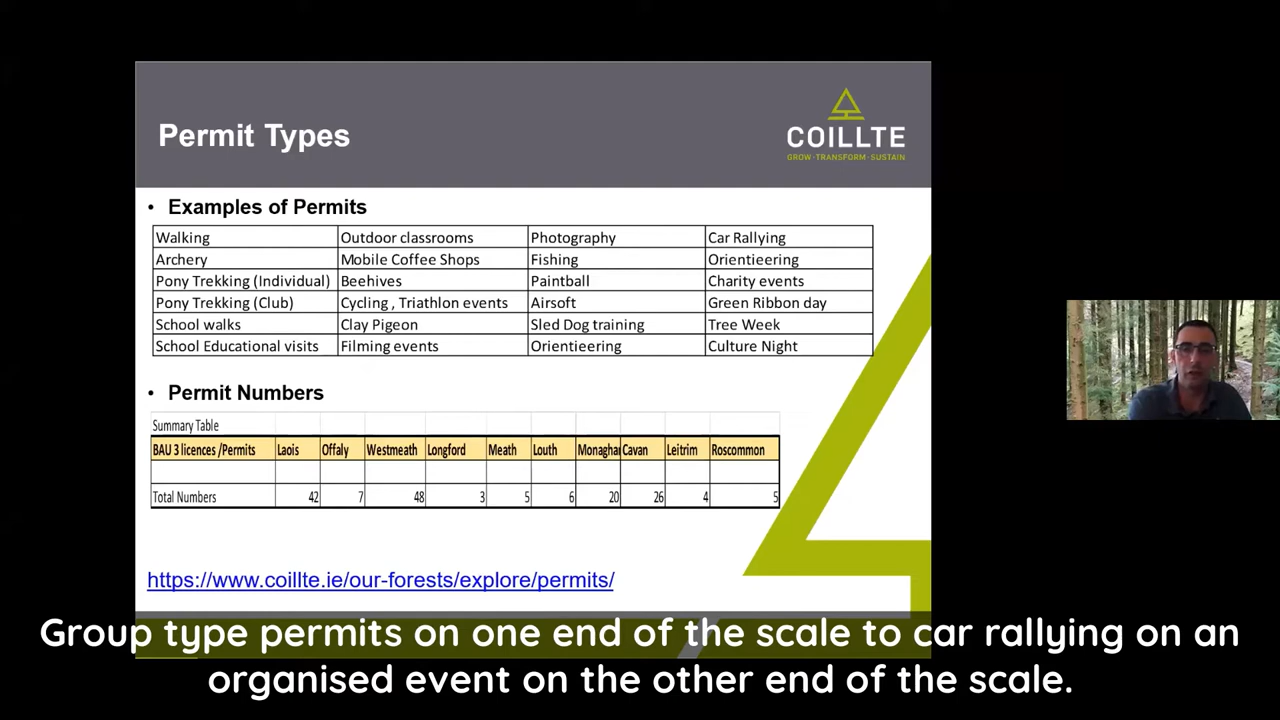 Permit Types
COILLTE
GROW·TRANSFORM·SUSTAIN
• Examples of Permits
Walking Outdoor classrooms Photography Car Rallying
Archery Mobile Coffee Shops Fishing Orientieering
Pony Trekking (Individual) Beehives Paintball Charity events
Pony Trekking (Club) Cycling , Triathlon events Airsoft Green Ribbon day
School walks Clay Pigeon Sled Dog training Tree Week
School Educational visits Filming events Orientieering Culture Night
• Permit Numbers
Summary Table
BAU 3 licences /Permits Laois Offaly Westmeath Longford Meath Louth Monaghan Cavan Leitrim Roscommon
Total Numbers 42 7 48 3 5 6 20 26 4 5
https://www.coillte.ie/our-forests/explore/permits/
Group type permits on one end of the scale to car rallying on an
organised event on the other end of the scale.